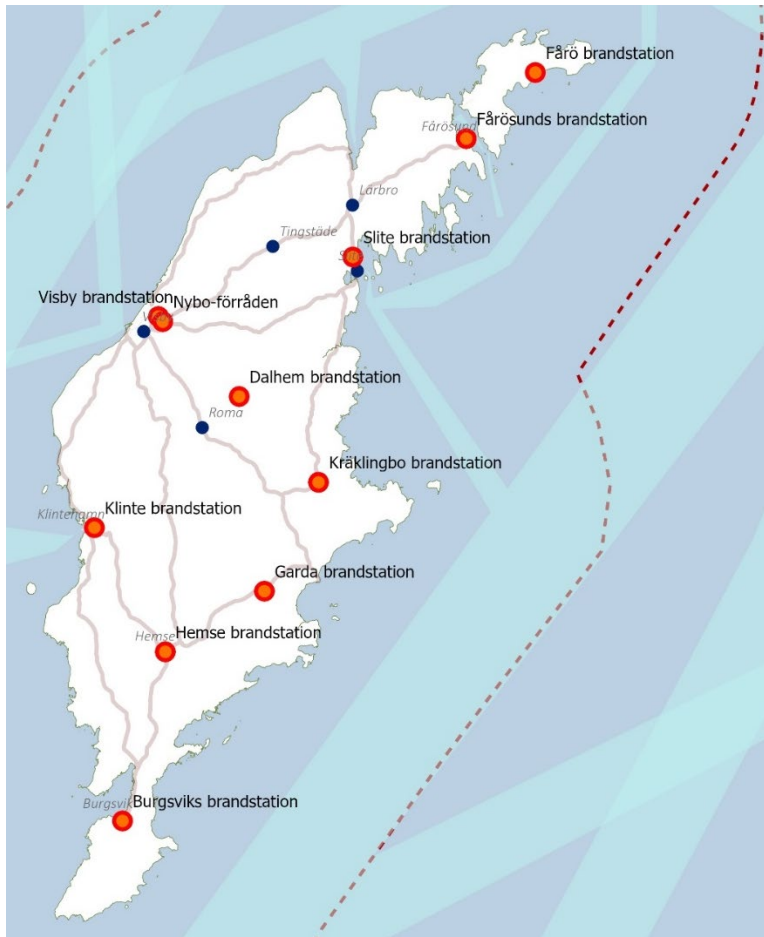 Fårö brandstation
Fårösund
Fårösunds brandstation
Lärbro
Tingstäde
Slite brandstation
Visby brandstation
Nybo-förråden
Dalhem brandstation
Roma
Kräklingbo brandstation
Klintehamn
Klinte brandstation
Garda brandstation
Hemse
Hemse brandstation
Burgsvik
Burgsviks brandstation